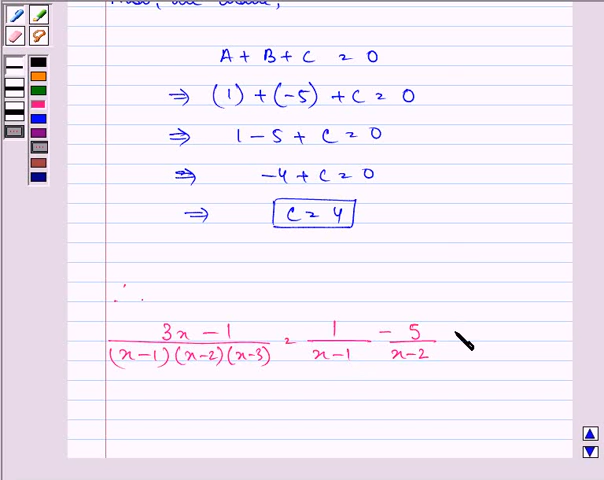 A + B + C = 0
⇒ (1) + (-5) + C = 0
⇒ 1 - 5 + C = 0
⇒ -4 + C = 0
⇒ C = 4
∴
(3x - 1)/((x-1)(x-2)(x-3)) = 1/(x-1) - 5/(x-2)